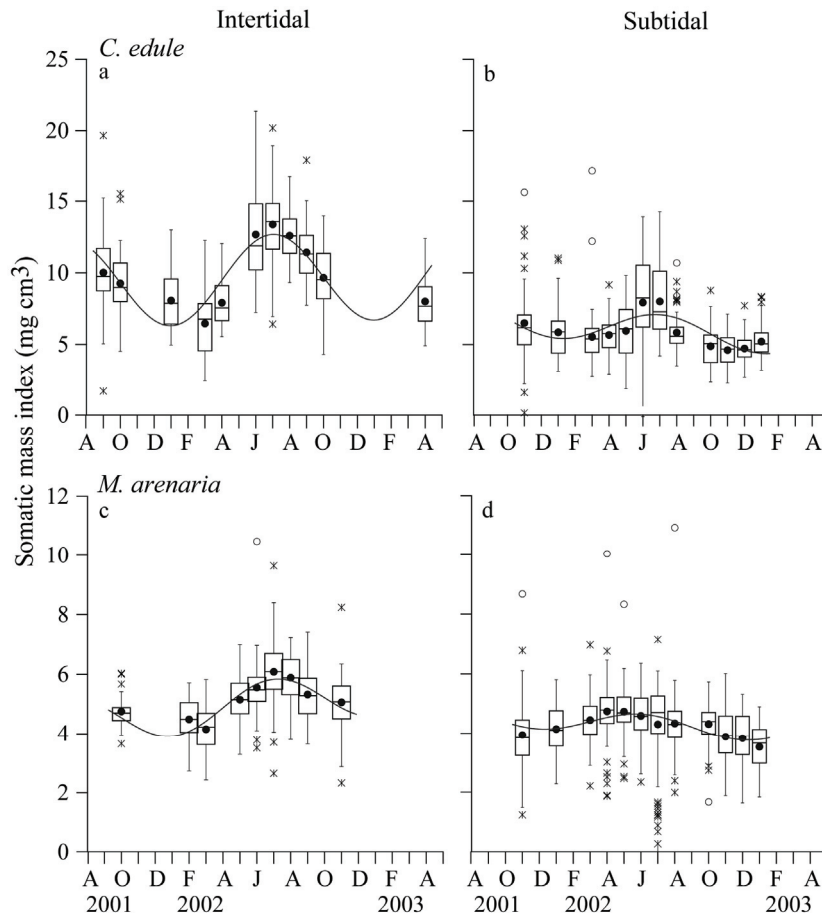 Intertidal Subtidal
C. edule
a b
25
20
15
10
5
0
A O D F A J A O D F A A O D F A J A O D F A
Somatic mass index (mg cm3)
M. arenaria
c d
12
10
8
6
4
2
0
A O D F A J A O D F A A O D F A J A O D F A
2001 2002 2003 2001 2002 2003